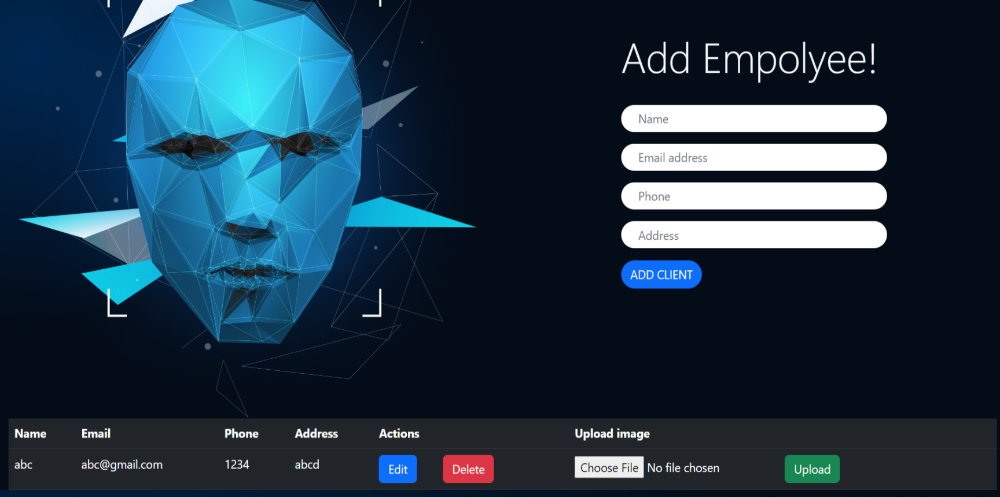 Add Empolyee!
Name
Email address
Phone
Address
ADD CLIENT
Name Email Phone Address Actions Upload image
abc abc@gmail.com 1234 abcd Edit Delete Choose File No file chosen Upload